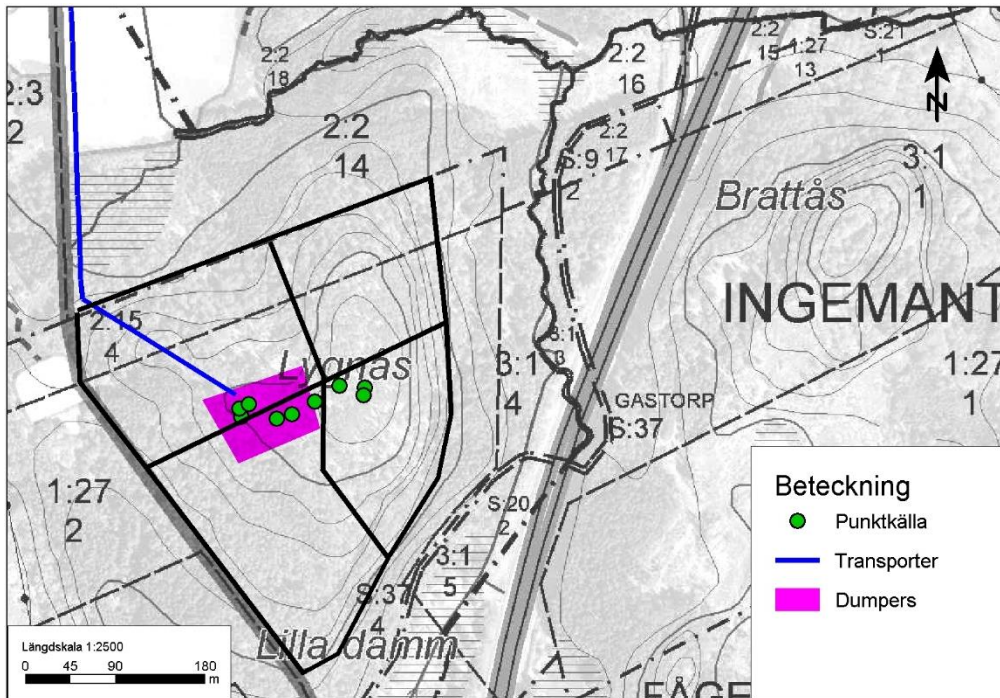 2:3
2
2:2
18
2:2
14
2:2
16
2:2
17
2:2
15
1:27
13
S:21
1
N
S:9
2
3:1
1
Brattås
INGEMANT
2:15
4
Lygnås
3:1
3
3:1
4
1:27
1
GASTORP
S:37
1:27
2
S:20
2
3:1
5
S:37
4
Lilla damm
FÅGE
Beteckning
Punktkälla
Transporter
Dumpers
Längdskala 1:2500
0 45 90 180
m